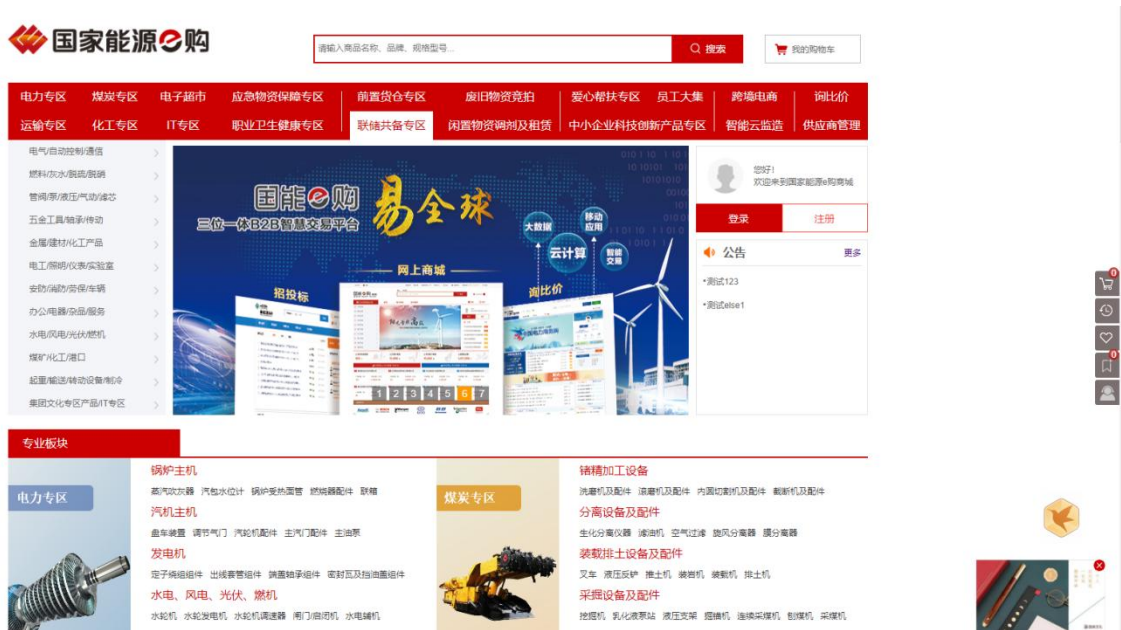 国家能源e购
请输入商品名称、品牌、规格型号...
搜索
我的购物车
电力专区 煤炭专区 电子超市 应急物资保障专区 前置货仓专区 废旧物资竞拍 爱心帮扶专区 员工大集 跨境电商 询比价
运输专区 化工专区 IT专区 职业卫生健康专区 联储共备专区 闲置物资调剂及租赁 中小企业科技创新产品专区 智能云监造 供应商管理
电气/自动控制/通信
燃料/灰水/脱硫/脱硝
管阀/泵/液压/气动/滤芯
五金工具/轴承/传动
金属/建材/化工产品
电工/照明/仪表/实验室
安防/消防/劳保/车辆
办公/电器/杂品/服务
水电/风电/光伏/燃机
煤矿/化工/港口
起重/输送/转动设备/制冷
集团文化专区产品/IT专区
国能e购
三位一体B2B智慧交易平台
易全球
大数据
移动应用
云计算
智能交易
网上商城
招投标
询比价
1 2 3 4 5 6 7
您好!
欢迎来到国家能源e购商城
登录
注册
公告
更多
•测试123
•测试else1
0
0
专业板块
电力专区
锅炉主机
蒸汽吹灰器 汽包水位计 锅炉受热面管 燃烧器配件 联箱
汽机主机
盘车装置 调节气门 汽轮机配件 主汽门配件 主油泵
发电机
定子绕组组件 出线套管组件 端盖轴承组件 密封瓦及挡油盖组件
水电、风电、光伏、燃机
水轮机 水轮发电机 水轮机调速器 闸门/启闭机 水电辅机
煤炭专区
锗精加工设备
洗磨机及配件 滚磨机及配件 内圆切割机及配件 截断机及配件
分离设备及配件
生化分离仪器 滤油机 空气过滤 旋风分离器 膜分离器
装载排土设备及配件
叉车 液压反铲 推土机 装岩机 装载机 排土机
采掘设备及配件
挖掘机 乳化液泵站 液压支架 掘锚机 连续采煤机 刨煤机 采煤机